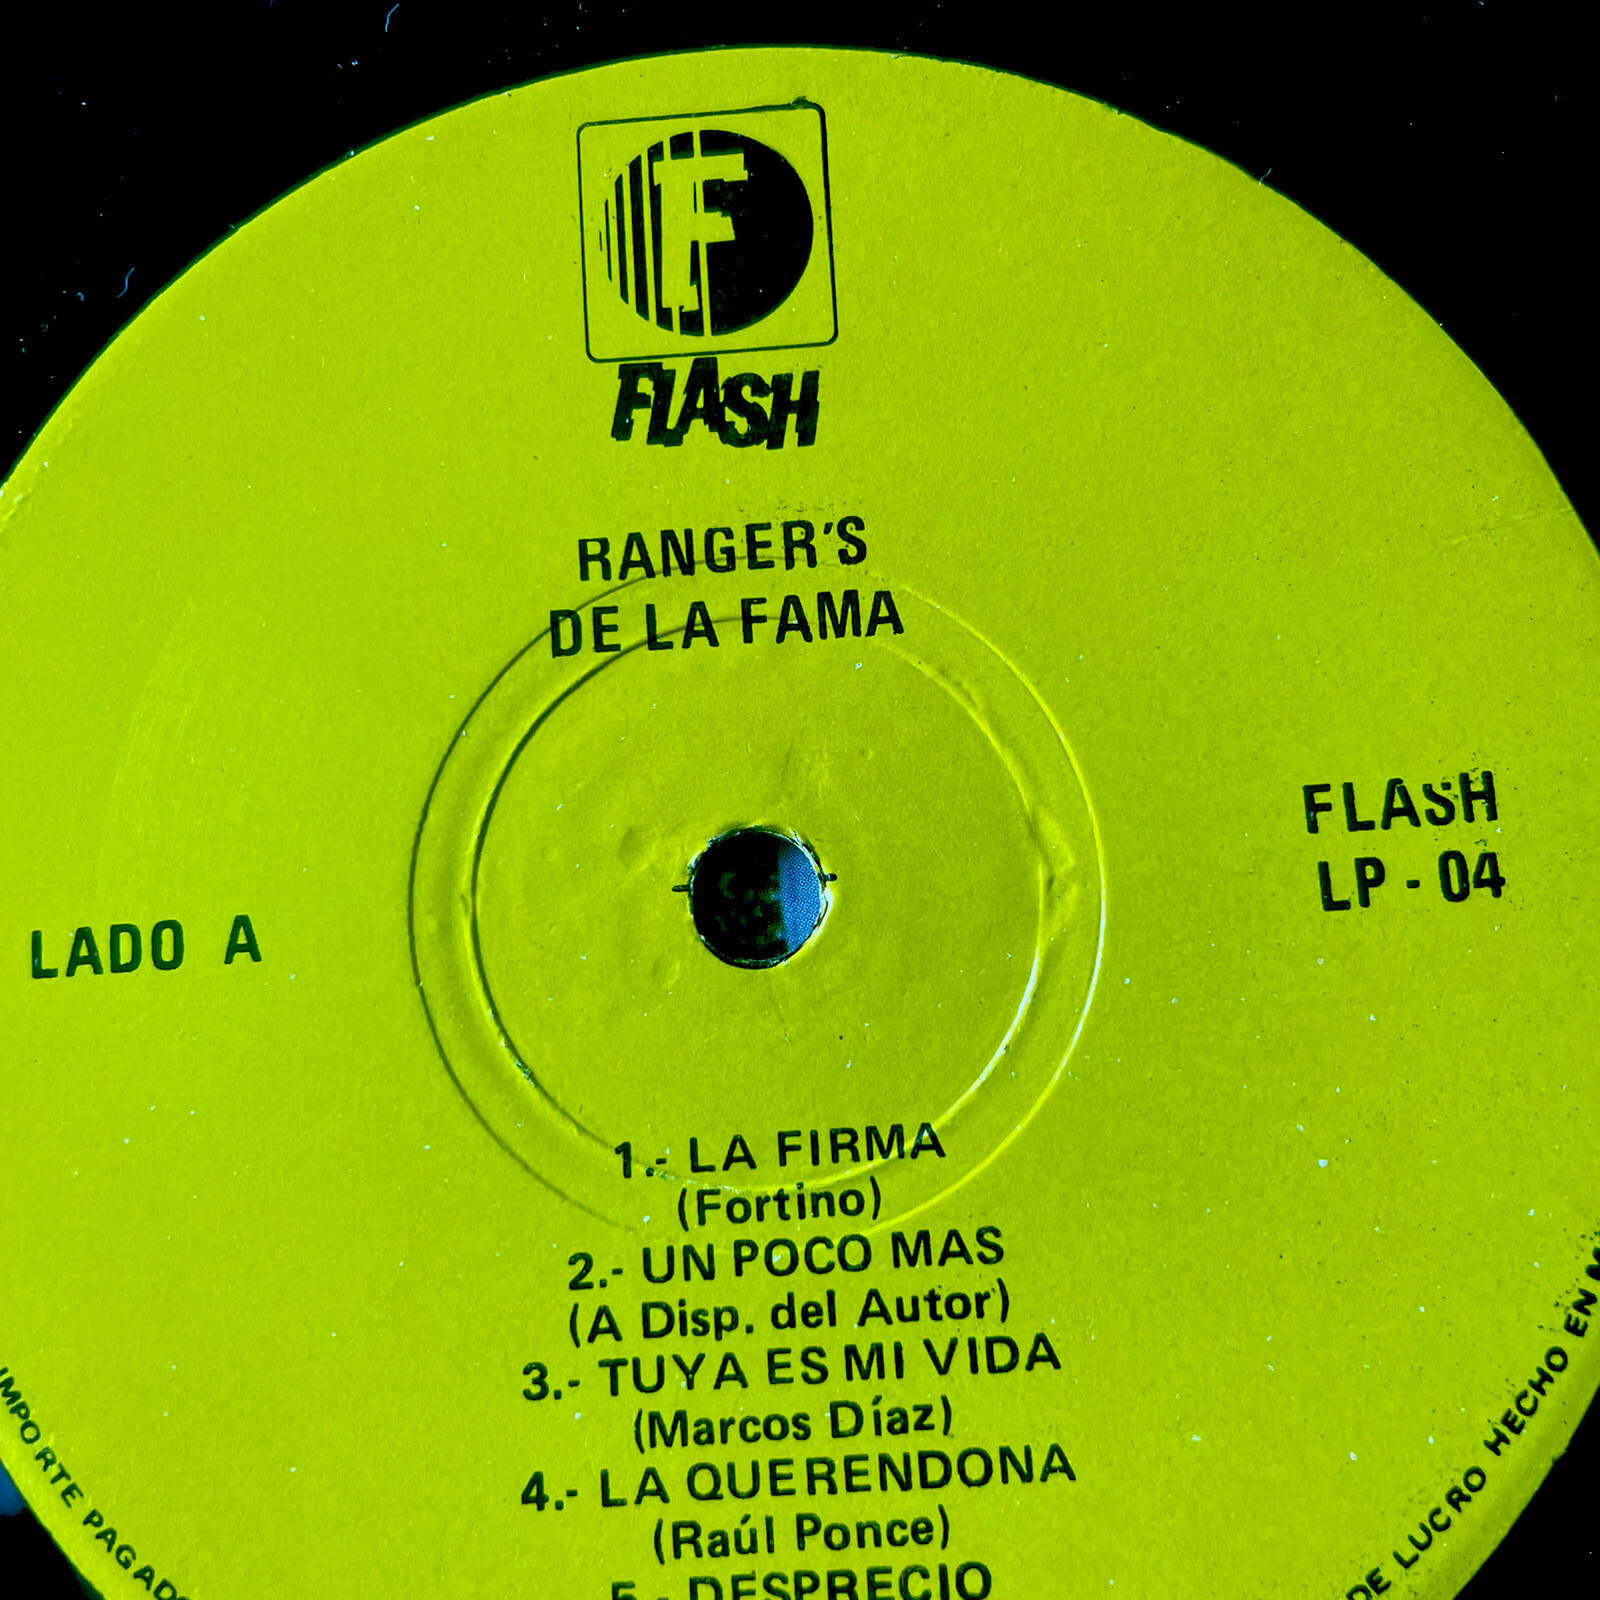 F
FLASH
RANGER'S
DE LA FAMA
FLASH
LP - 04
LADO A
1.- LA FIRMA
(Fortino)
2.- UN POCO MAS
(A Disp. del Autor)
3.- TUYA ES MI VIDA
(Marcos Díaz)
4.- LA QUERENDONA
(Raúl Ponce)
5.- DESPRECIO
IMPORTE PAGADO
DE LUCRO HECHO EN